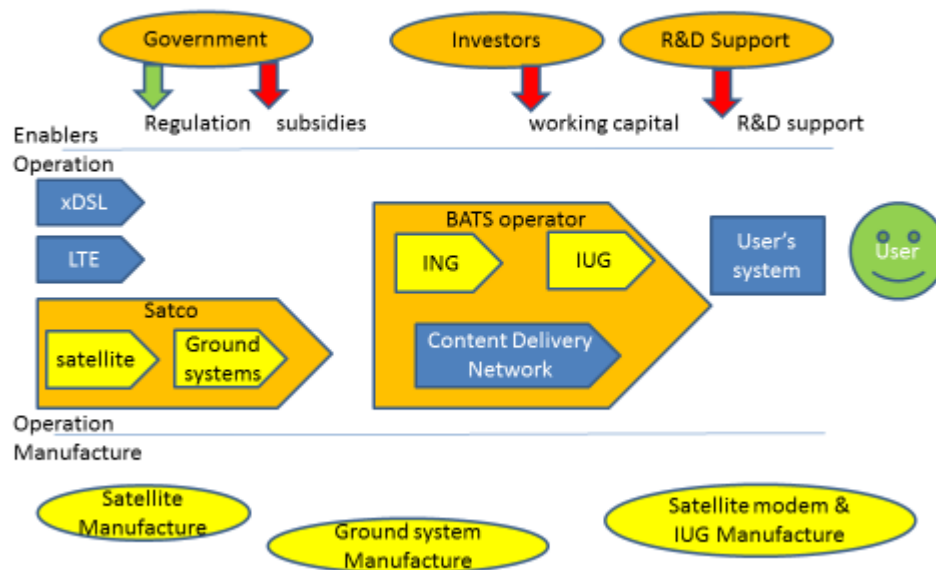 Government
Investors
R&D Support
Regulation
subsidies
working capital
R&D support
Enablers
Operation
xDSL
LTE
Satco
satellite
Ground
systems
BATS operator
ING
IUG
Content Delivery
Network
User's
system
User
Operation
Manufacture
Satellite
Manufacture
Ground system
Manufacture
Satellite modem &
IUG Manufacture